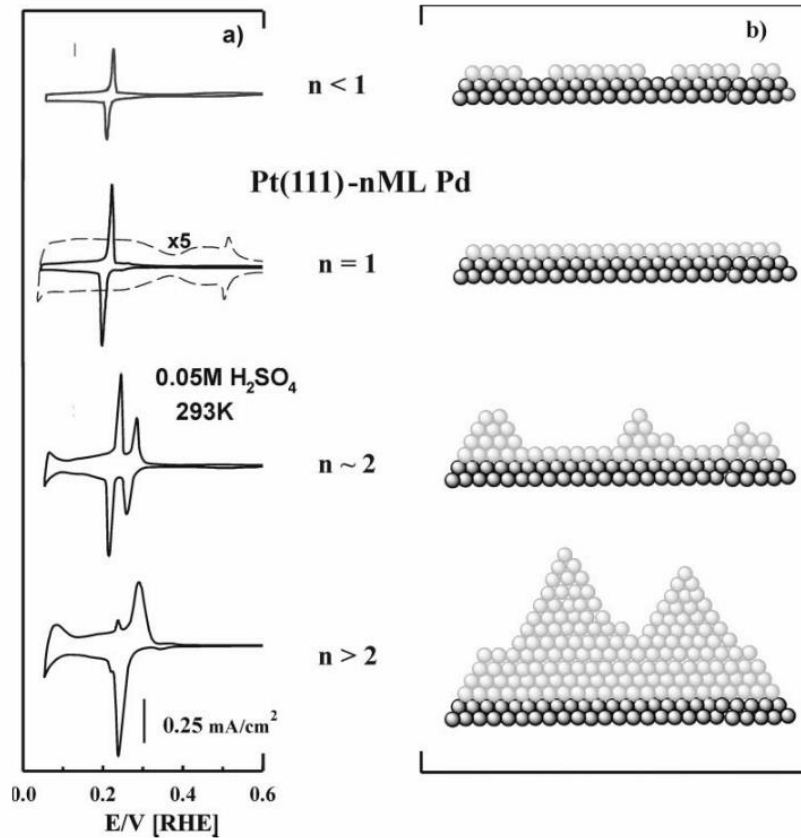 a)
b)
n < 1
Pt(111)-nML Pd
x5
n = 1
0.05M H₂SO₄
293K
n ~ 2
n > 2
0.25 mA/cm²
0.0 0.2 0.4 0.6
E/V [RHE]